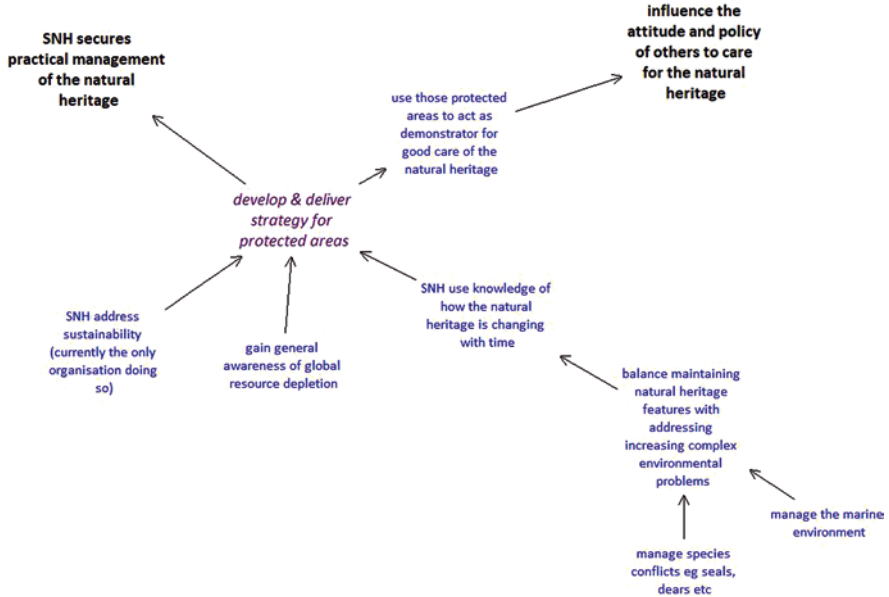 influence the
attitude and policy
of others to care
for the natural
heritage
SNH secures
practical management
of the natural
heritage
use those protected
areas to act as
demonstrator for
good care of the
natural heritage
develop & deliver
strategy for
protected areas
SNH use knowledge of
how the natural
heritage is changing
with time
SNH address
sustainability
(currently the only
organisation doing
so)
gain general
awareness of global
resource depletion
balance maintaining
natural heritage
features with
addressing
increasing complex
environmental
problems
manage the marine
environment
manage species
conflicts eg seals,
dears etc